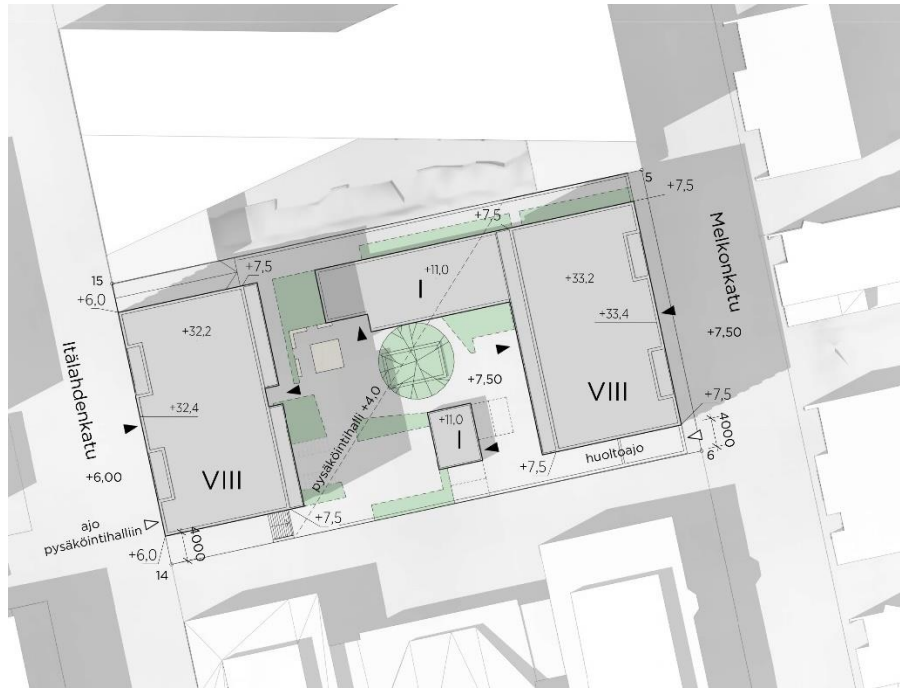 5
+7,5
Melkonkatu
+7,5
+7,5
15
+6,0
+11,0
I
+33,2
+32,2
+33,4
+7,50
Itälahdenkatu
+32,4
+7,50
pysäköintihalli +4,0
VIII
+11,0
I
+7,5
4000
+6,00
VIII
huoltoajo
6
+7,5
+7,5
ajo
pysäköintihalliin
+6,0
4000
14